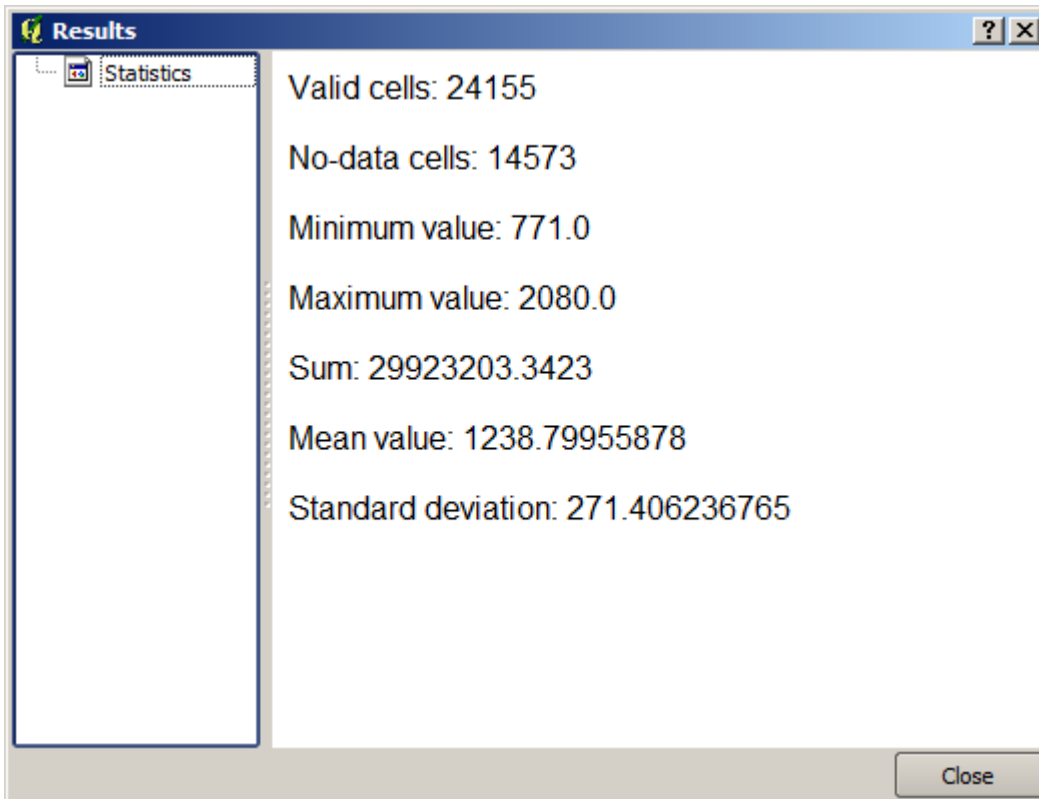 Results
Statistics
Valid cells: 24155
No-data cells: 14573
Minimum value: 771.0
Maximum value: 2080.0
Sum: 29923203.3423
Mean value: 1238.79955878
Standard deviation: 271.406236765
Close